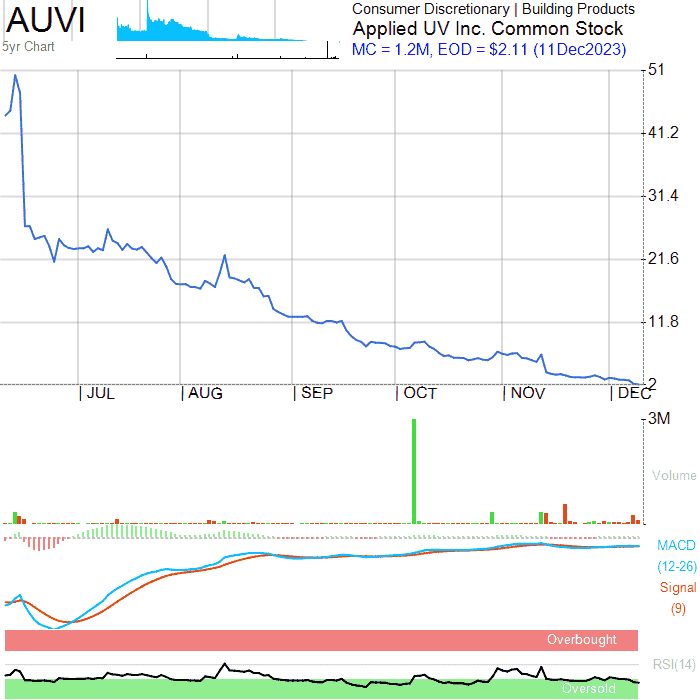 AUVI
5yr Chart
Consumer Discretionary | Building Products
Applied UV Inc. Common Stock
MC = 1.2M, EOD = $2.11 (11Dec2023)
51
41.2
31.4
21.6
11.8
2
| JUL | AUG | SEP | OCT | NOV | DEC
3M
Volume
MACD
(12-26)
Signal
(9)
Overbought
RSI(14)
Oversold